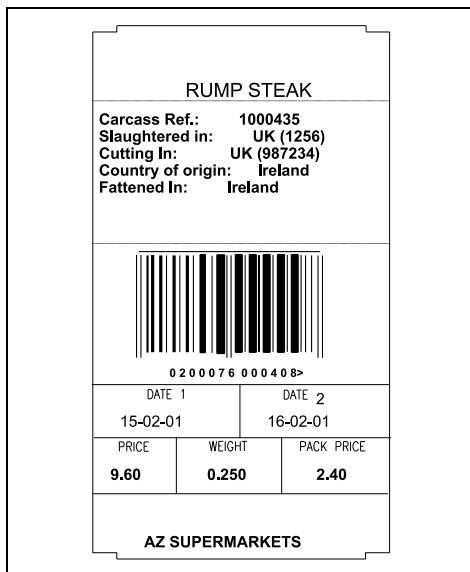 RUMP STEAK
Carcass Ref.: 1000435
Slaughtered in: UK (1256)
Cutting In: UK (987234)
Country of origin: Ireland
Fattened In: Ireland
0200076 000408>
DATE 1 DATE 2
15-02-01 16-02-01
PRICE WEIGHT PACK PRICE
9.60 0.250 2.40
AZ SUPERMARKETS